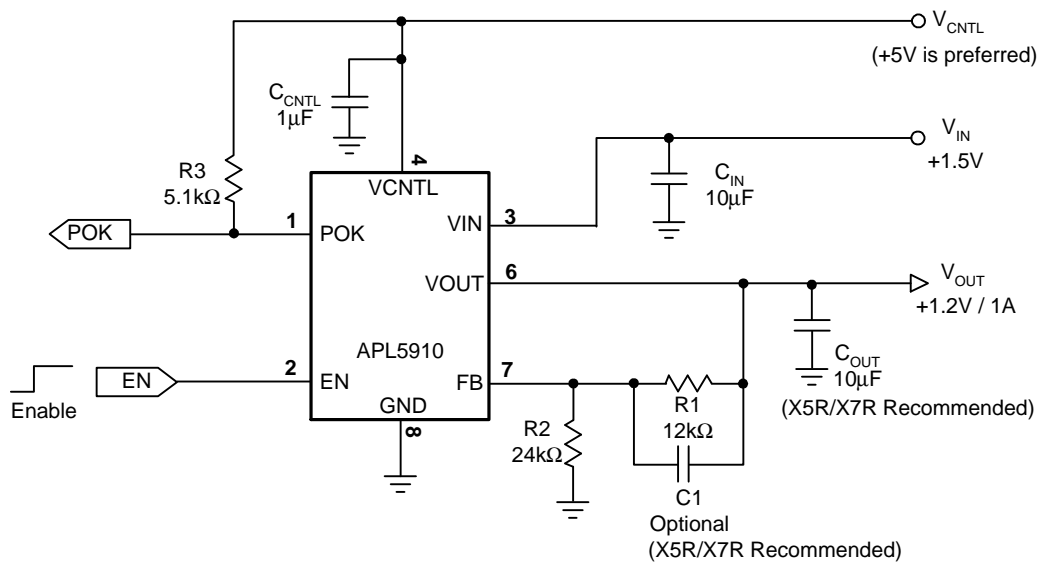 V_CNTL
(+5V is preferred)
C_CNTL
1μF
V_IN
+1.5V
C_IN
10μF
R3
5.1kΩ
4
VCNTL
POK
1
POK
VIN
3
VOUT
6
V_OUT
+1.2V / 1A
C_OUT
10μF
(X5R/X7R Recommended)
APL5910
Enable
EN
2
EN
FB
7
GND
8
R2
24kΩ
R1
12kΩ
C1
Optional
(X5R/X7R Recommended)